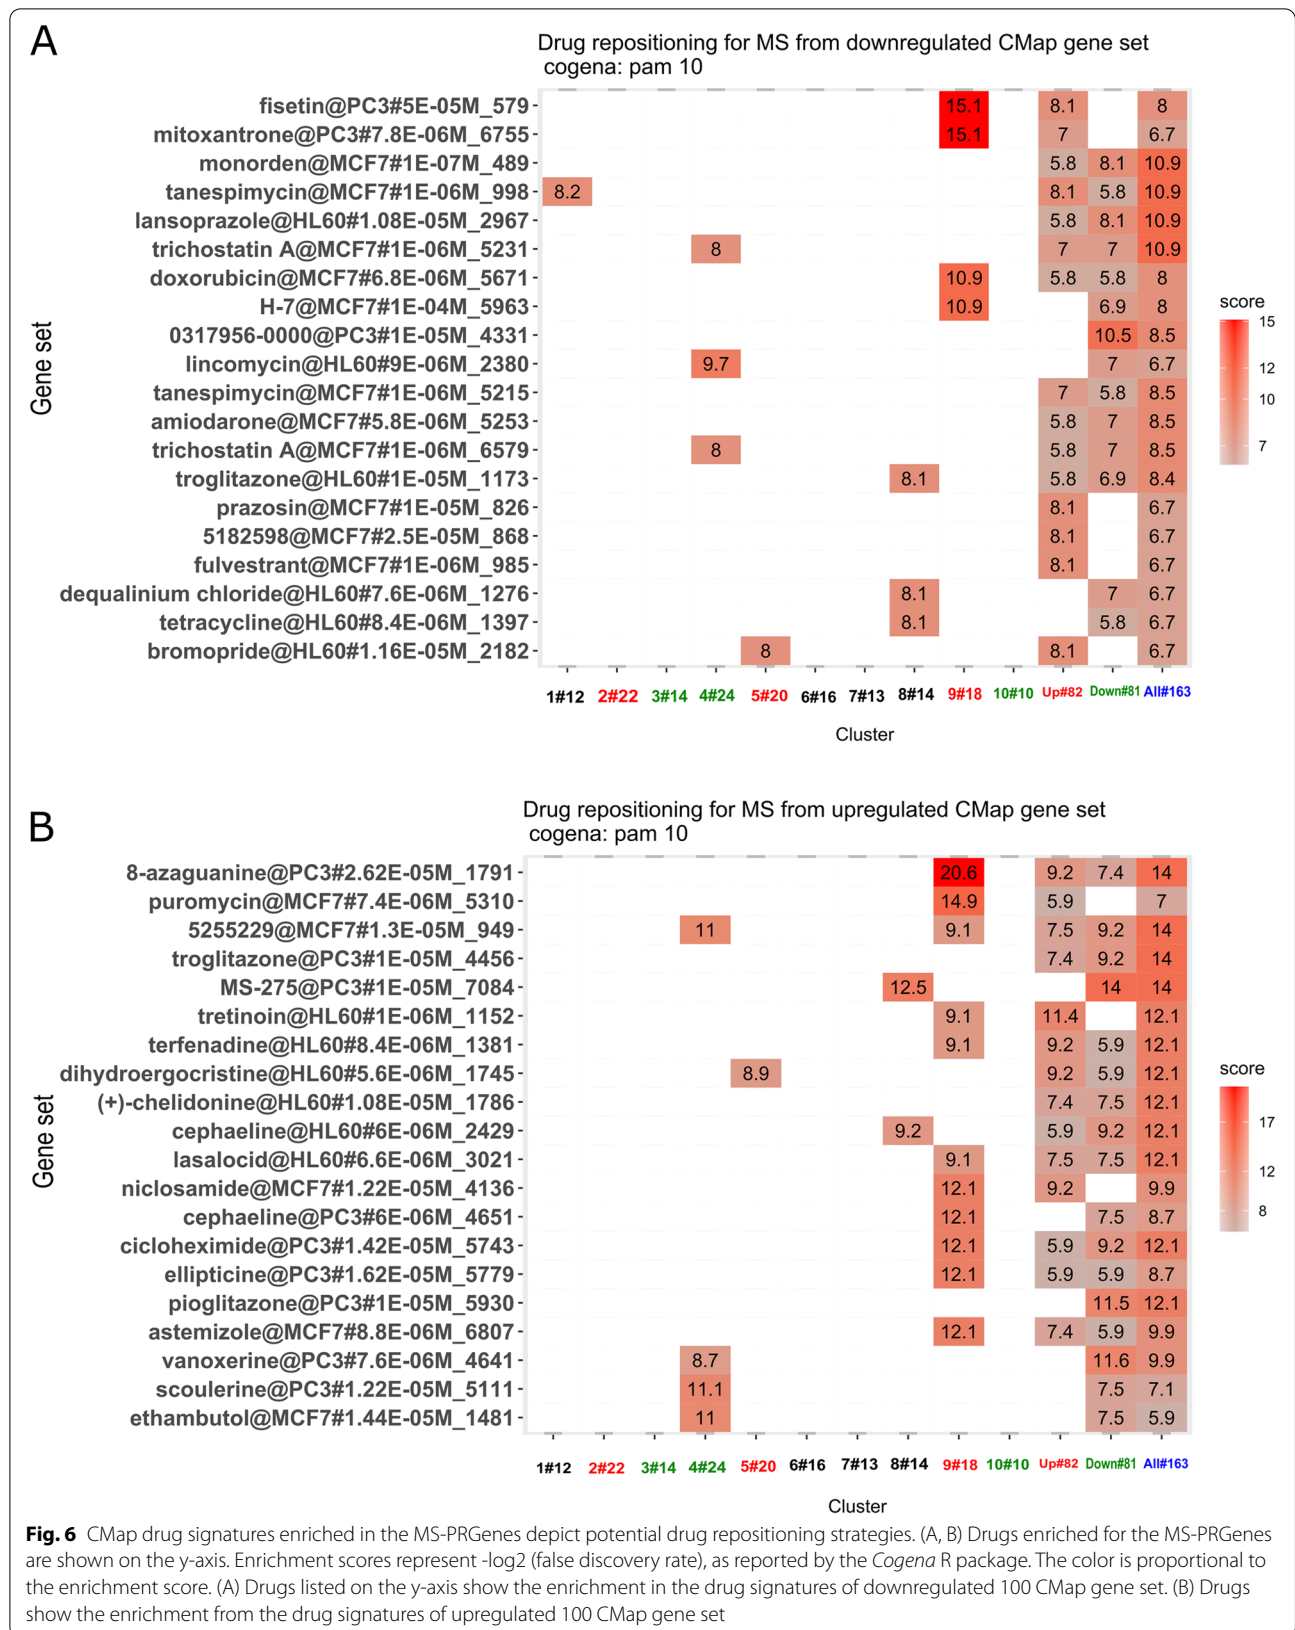 A
Drug repositioning for MS from downregulated CMap gene set
cogena: pam 10
fisetin@PC3#5E-05M_579 15.1 8.1 8
mitoxantrone@PC3#7.8E-06M_6755 15.1 7 6.7
monorden@MCF7#1E-07M_489 5.8 8.1 10.9
tanespimycin@MCF7#1E-06M_998 8.2 8.1 5.8 10.9
lansoprazole@HL60#1.08E-05M_2967 5.8 8.1 10.9
trichostatin A@MCF7#1E-06M_5231 8 7 7 10.9
doxorubicin@MCF7#6.8E-06M_5671 10.9 5.8 5.8 8
H-7@MCF7#1E-04M_5963 10.9 6.9 8
0317956-0000@PC3#1E-05M_4331 10.5 8.5
lincomycin@HL60#9E-06M_2380 9.7 7 6.7
tanespimycin@MCF7#1E-06M_5215 7 5.8 8.5
amiodarone@MCF7#5.8E-06M_5253 5.8 7 8.5
trichostatin A@MCF7#1E-06M_6579 8 5.8 7 8.5
troglitazone@HL60#1E-05M_1173 8.1 5.8 6.9 8.4
prazosin@MCF7#1E-05M_826 8.1 6.7
5182598@MCF7#2.5E-05M_868 8.1 6.7
fulvestrant@MCF7#1E-06M_985 8.1 6.7
dequalinium chloride@HL60#7.6E-06M_1276 8.1 7 6.7
tetracycline@HL60#8.4E-06M_1397 8.1 5.8 6.7
bromopride@HL60#1.16E-05M_2182 8 8.1 6.7
Gene set
score
15
12
10
7
1#12 2#22 3#14 4#24 5#20 6#16 7#13 8#14 9#18 10#10 Up#82 Down#81 All#163
Cluster
B
Drug repositioning for MS from upregulated CMap gene set
cogena: pam 10
8-azaguanine@PC3#2.62E-05M_1791 20.6 9.2 7.4 14
puromycin@MCF7#7.4E-06M_5310 14.9 5.9 7
5255229@MCF7#1.3E-05M_949 11 9.1 7.5 9.2 14
troglitazone@PC3#1E-05M_4456 7.4 9.2 14
MS-275@PC3#1E-05M_7084 12.5 14 14
tretinoin@HL60#1E-06M_1152 9.1 11.4 12.1
terfenadine@HL60#8.4E-06M_1381 9.1 9.2 5.9 12.1
dihydroergocristine@HL60#5.6E-06M_1745 8.9 9.2 5.9 12.1
(+)-chelidonine@HL60#1.08E-05M_1786 7.4 7.5 12.1
cephaeline@HL60#6E-06M_2429 9.2 5.9 9.2 12.1
lasalocid@HL60#6.6E-06M_3021 9.1 7.5 7.5 12.1
niclosamide@MCF7#1.22E-05M_4136 12.1 9.2 9.9
cephaeline@PC3#6E-06M_4651 12.1 7.5 8.7
cicloheximide@PC3#1.42E-05M_5743 12.1 5.9 9.2 12.1
ellipticine@PC3#1.62E-05M_5779 12.1 5.9 5.9 8.7
pioglitazone@PC3#1E-05M_5930 11.5 12.1
astemizole@MCF7#8.8E-06M_6807 12.1 7.4 5.9 9.9
vanoxerine@PC3#7.6E-06M_4641 8.7 11.6 9.9
scoulerine@PC3#1.22E-05M_5111 11.1 7.5 7.1
ethambutol@MCF7#1.44E-05M_1481 11 7.5 5.9
Gene set
score
17
12
8
1#12 2#22 3#14 4#24 5#20 6#16 7#13 8#14 9#18 10#10 Up#82 Down#81 All#163
Cluster
Fig. 6 CMap drug signatures enriched in the MS-PRGenes depict potential drug repositioning strategies. (A, B) Drugs enriched for the MS-PRGenes
are shown on the y-axis. Enrichment scores represent -log2 (false discovery rate), as reported by the Cogena R package. The color is proportional to
the enrichment score. (A) Drugs listed on the y-axis show the enrichment in the drug signatures of downregulated 100 CMap gene set. (B) Drugs
show the enrichment from the drug signatures of upregulated 100 CMap gene set